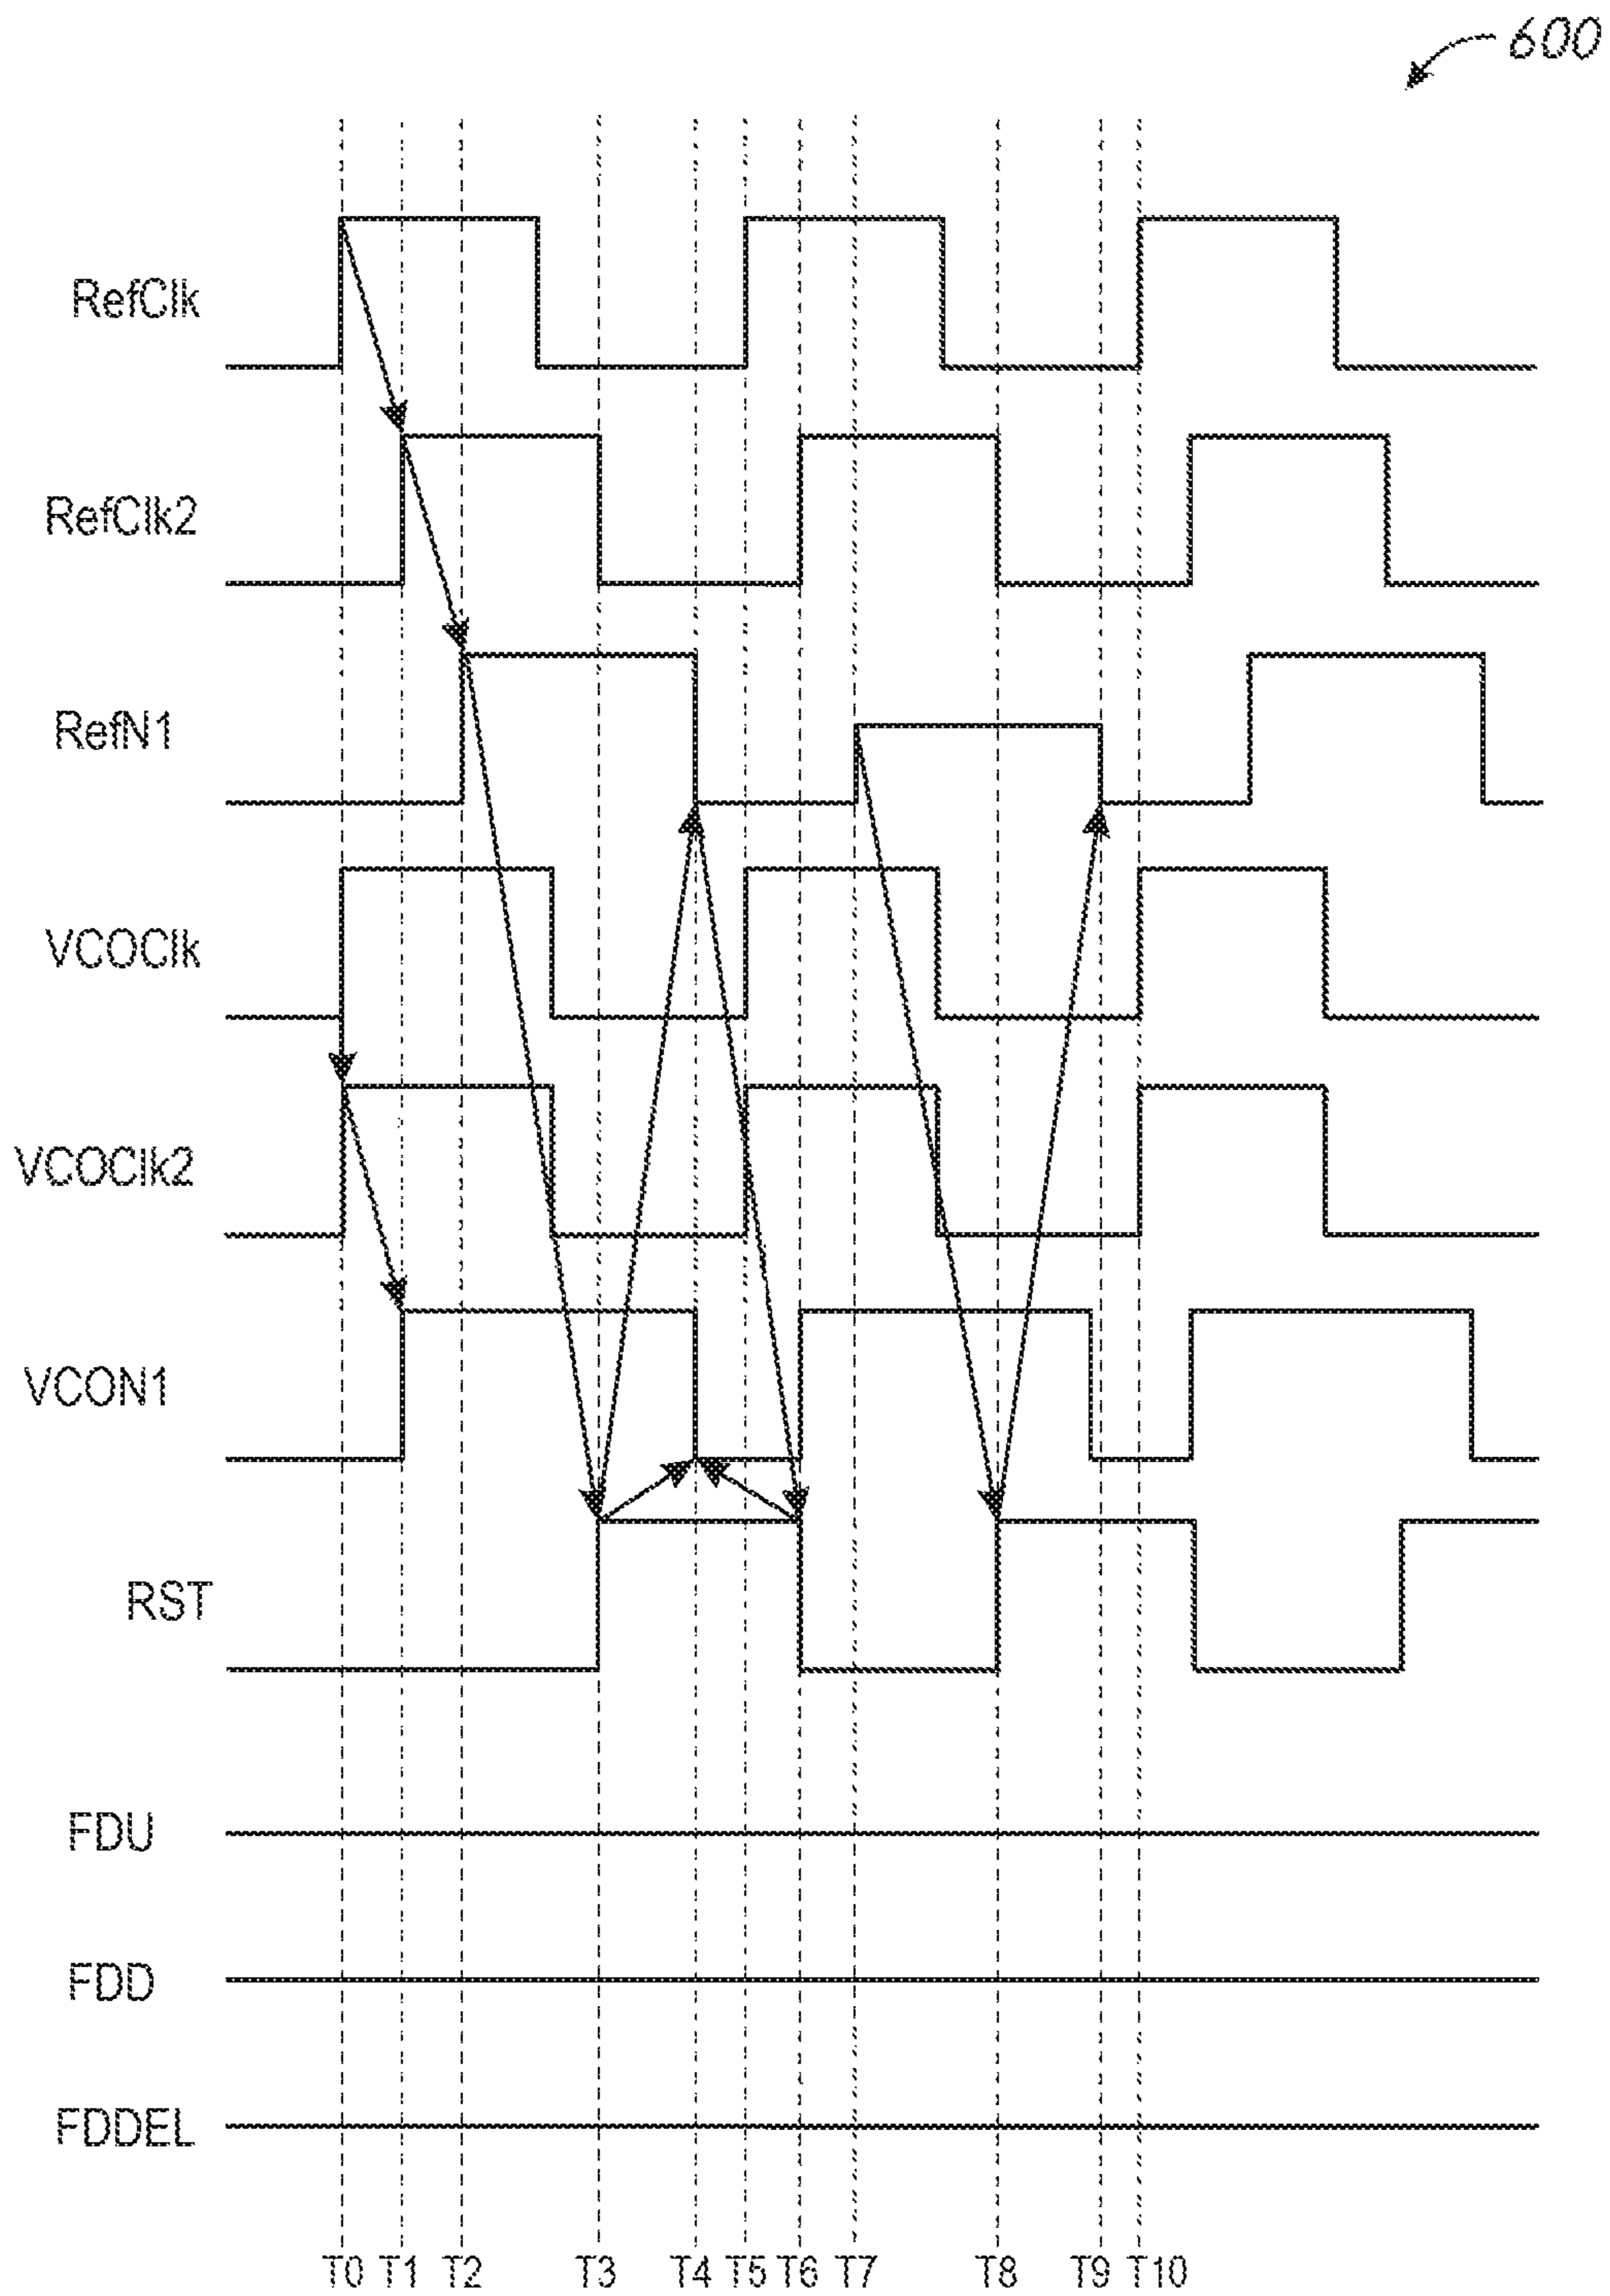 600
RefClk
RefClk2
RefN1
VCOClk
VCOClk2
VCON1
RST
FDU
FDD
FDDEL
T0 T1 T2 T3 T4 T5 T6 T7 T8 T9 T10